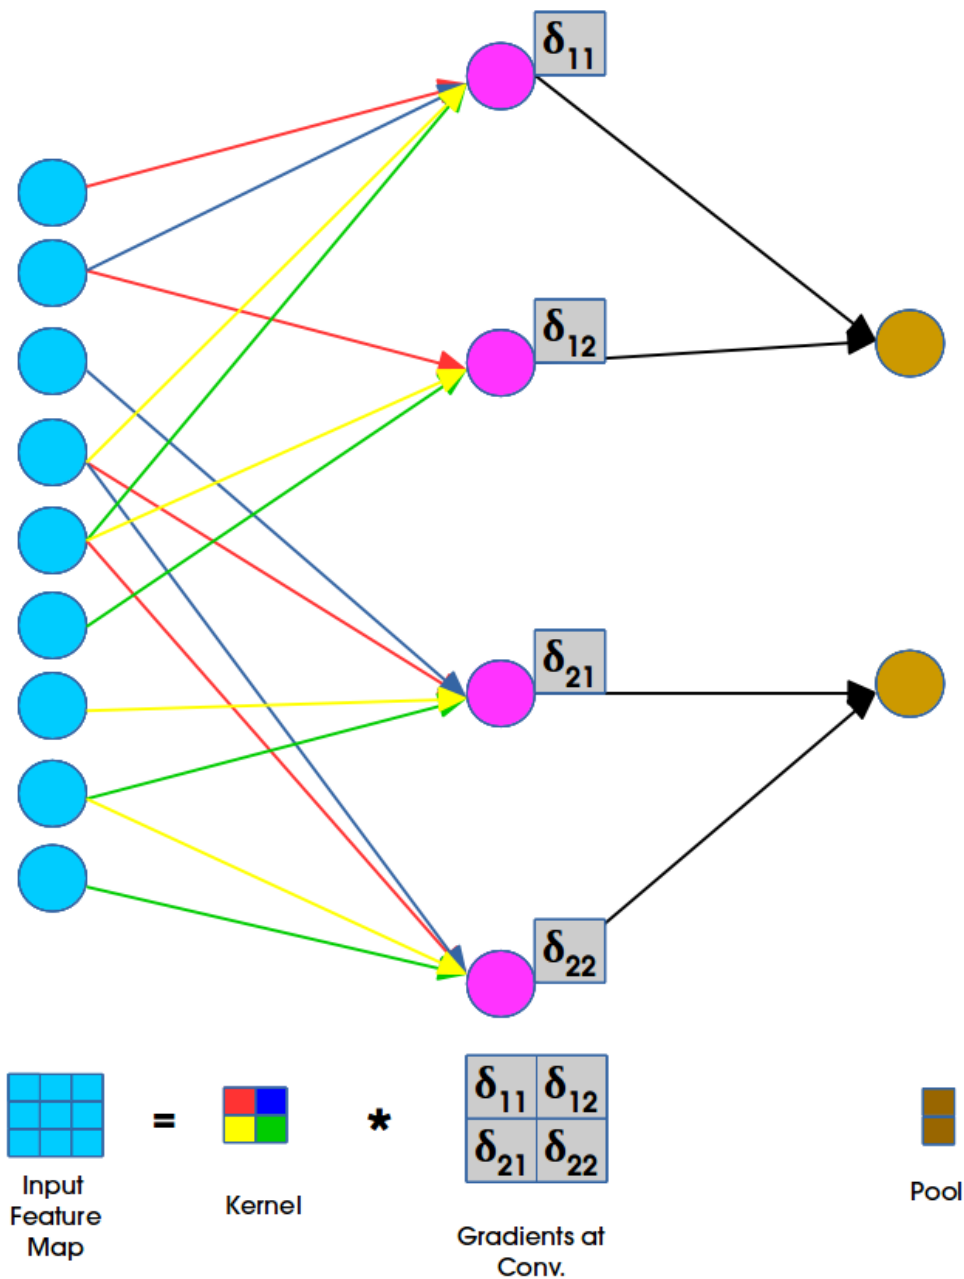 δ11
δ12
δ21
δ22
= * 
δ11 δ12
δ21 δ22
Input
Feature
Map
Kernel
Gradients at
Conv.
Pool